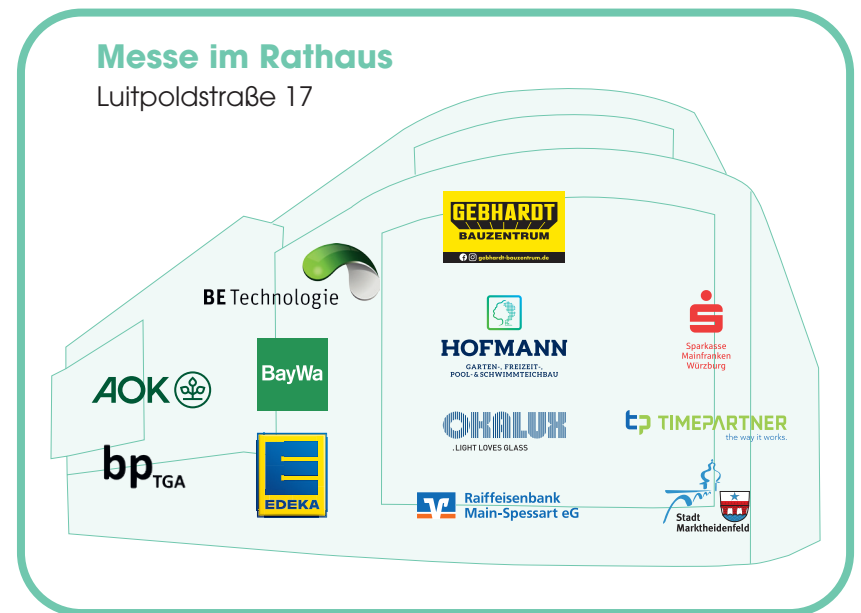 Messe im Rathaus
Luitpoldstraße 17
GEBHARDT
BAUZENTRUM
gebhardt-bauzentrum.de
BE Technologie
HOFMANN
GARTEN-, FREIZEIT-,
POOL- & SCHWIMMTEICHBAU
Sparkasse
Mainfranken
Würzburg
AOK
BayWa
OKALUX
.LIGHT LOVES GLASS
tp TIMEPARTNER
the way it works.
bp TGA
E
EDEKA
Raiffeisenbank
Main-Spessart eG
Stadt
Marktheidenfeld